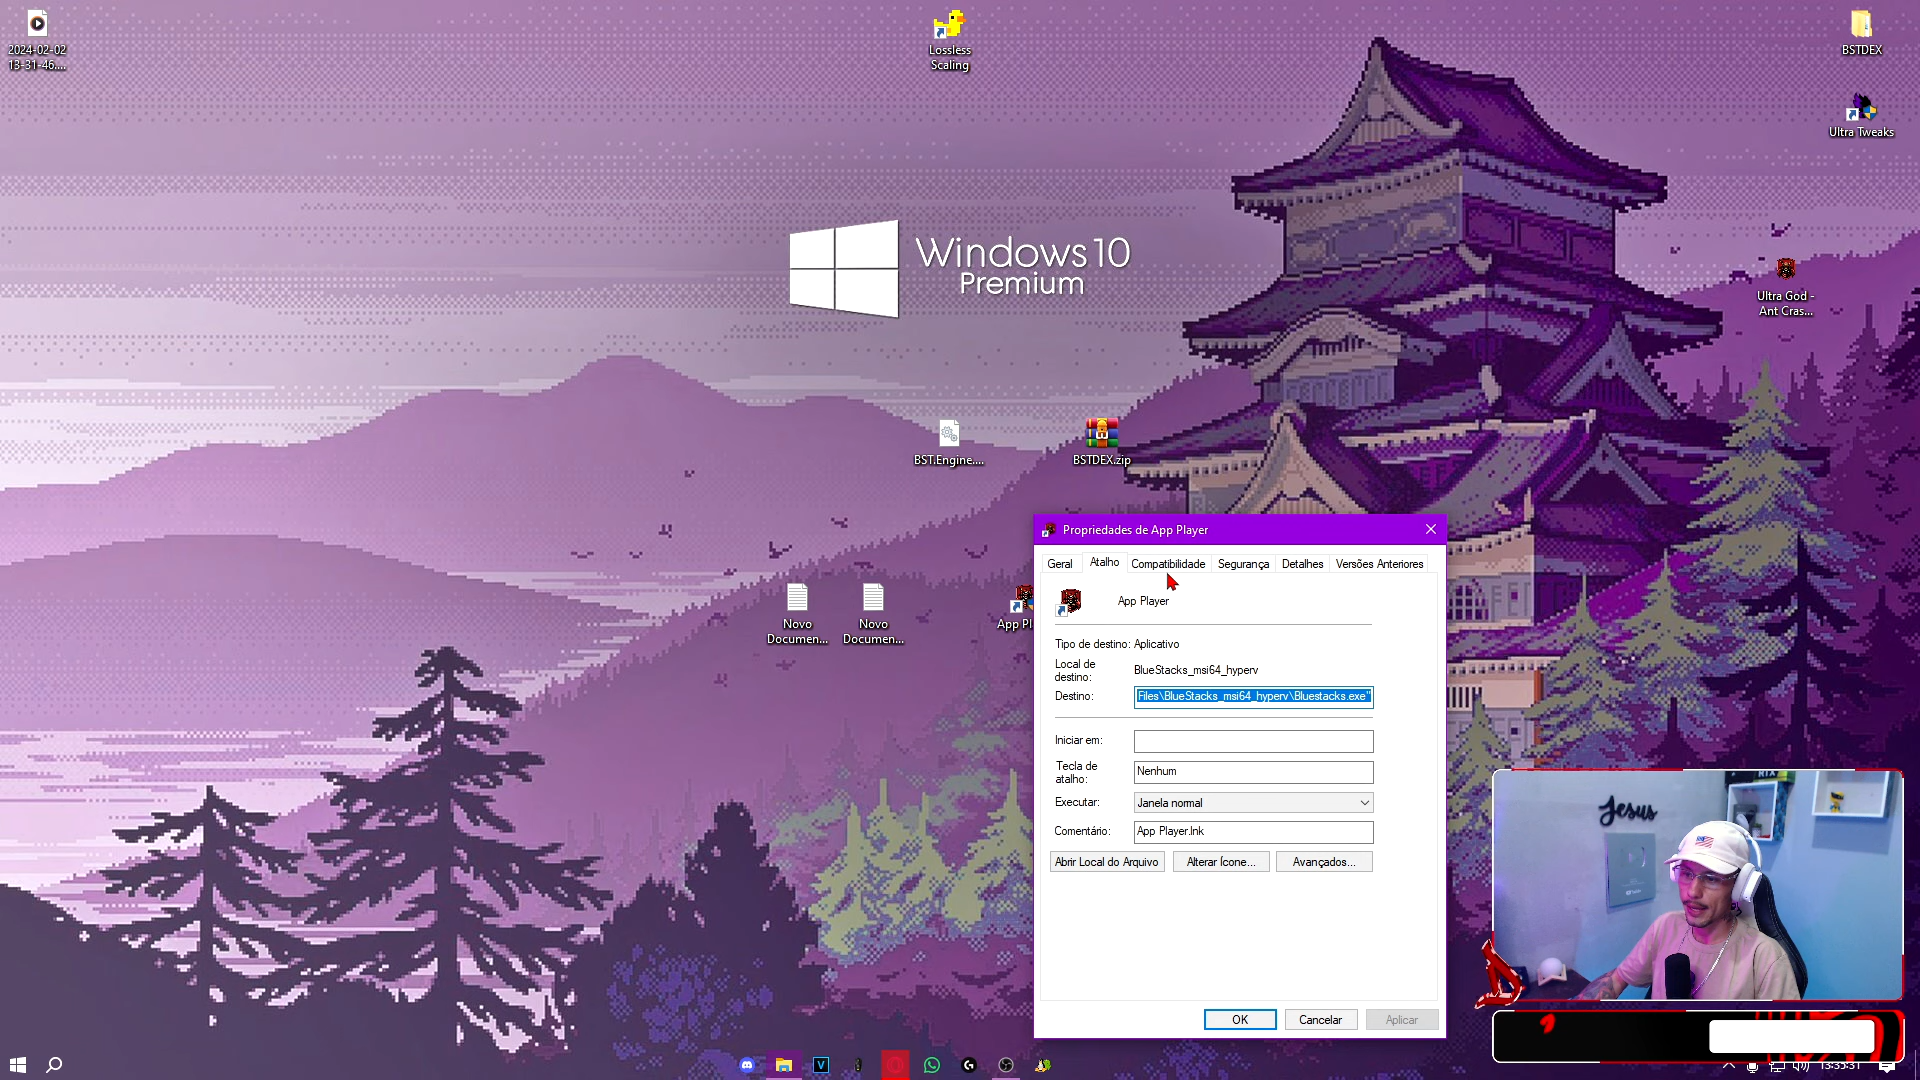 2024-02-02
13-31-46....
Lossless
Scaling
BSTDEX
Ultra Tweaks
Windows 10
Premium
Ultra God -
Ant Cras...
BST.Engine....
BSTDEX.zip
Novo
Documen...
Novo
Documen...
App Pl
Propriedades de App Player
Geral
Atalho
Compatibilidade
Segurança
Detalhes
Versões Anteriores
App Player
Tipo de destino: Aplicativo
Local de
destino:
BlueStacks_msi64_hyperv
Destino:
Files\BlueStacks_msi64_hyperv\Bluestacks.exe"
Iniciar em:
Tecla de
atalho:
Nenhum
Executar:
Janela normal
Comentário:
App Player.lnk
Abrir Local do Arquivo
Alterar Ícone...
Avançados...
OK
Cancelar
Aplicar
Jesus
13:35:31